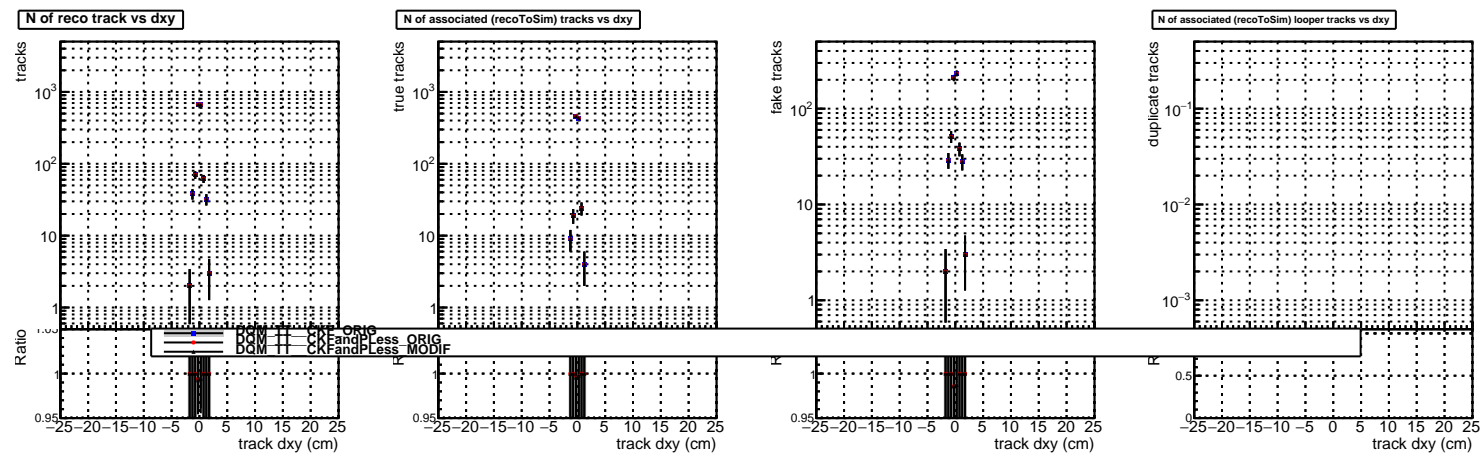 N of reco track vs dxy
tracks
10³
10²
10
1
1.05
Ratio
1
0.95
−25 −20 −15 −10 −5 0 5 10 15 20 25
track dxy (cm)
N of associated (recoToSim) tracks vs dxy
true tracks
10³
10²
10
1
1
0.95
−25 −20 −15 −10 −5 0 5 10 15 20 25
track dxy (cm)
fake tracks
10²
10
1
1
0.95
−25 −20 −15 −10 −5 0 5 10 15 20 25
track dxy (cm)
N of associated (recoToSim) looper tracks vs dxy
duplicate tracks
10⁻¹
10⁻²
10⁻³
0.5
0
−25 −20 −15 −10 −5 0 5 10 15 20 25
track dxy (cm)
DQM_TT__CKF_ORIG
DQM_TT__CKFandPLess_ORIG
DQM_TT__CKFandPLess_MODIF